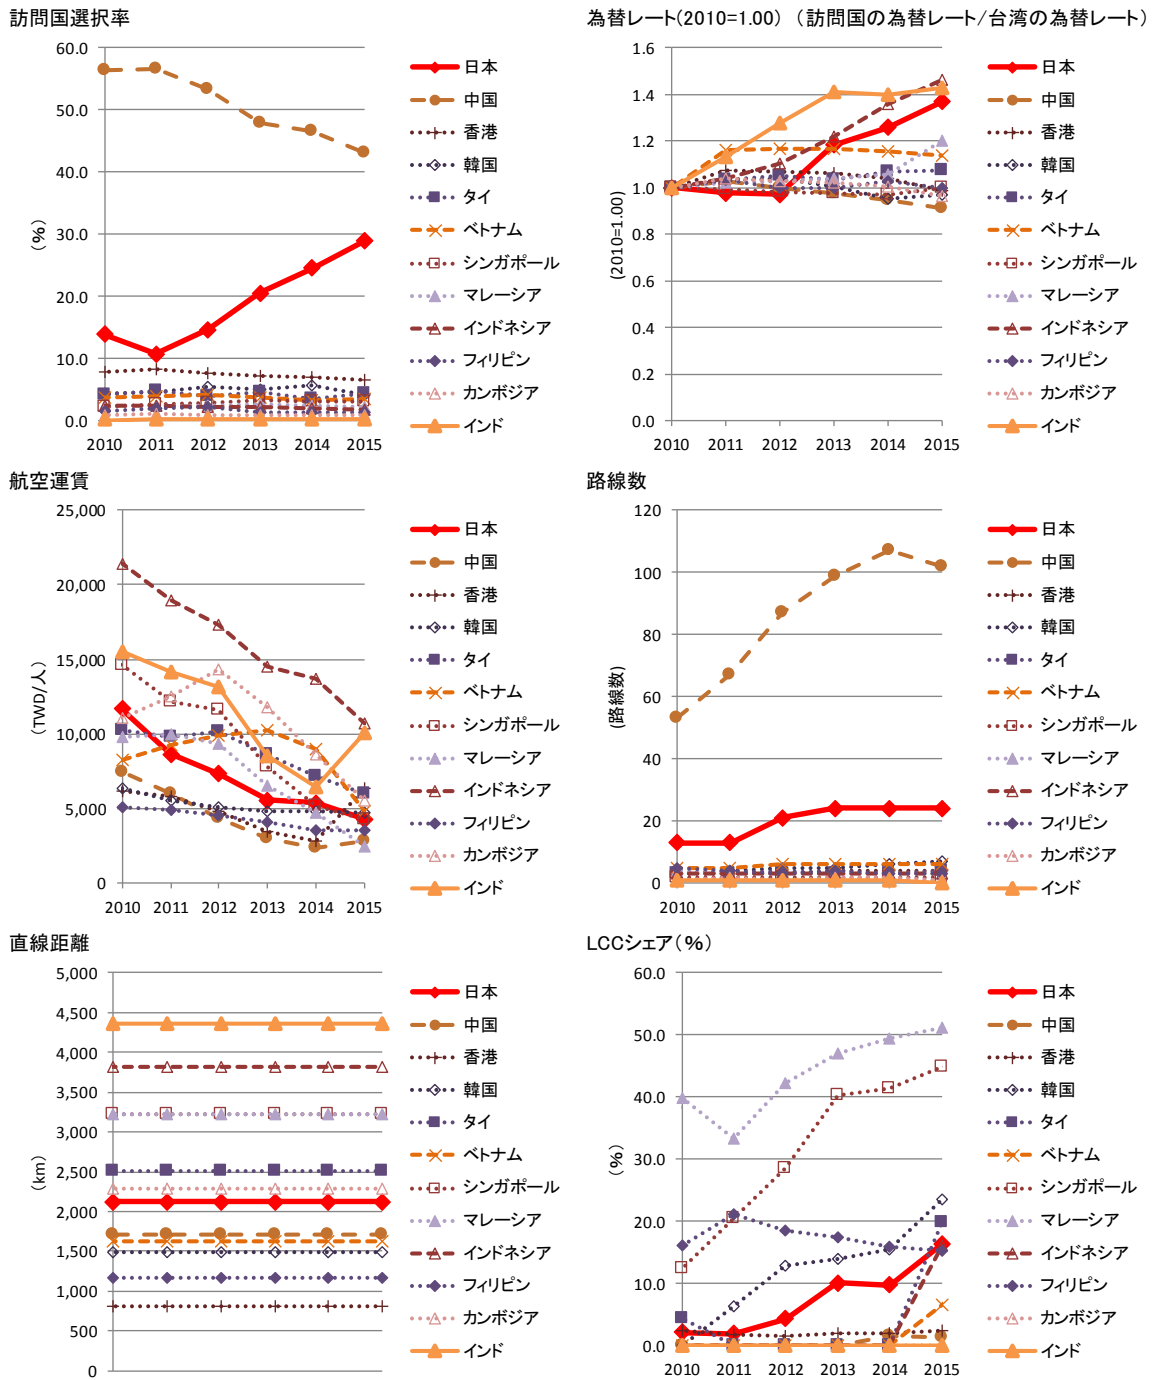 訪問国選択率
60.0
50.0
40.0
30.0
20.0
10.0
0.0
(%)
2010 2011 2012 2013 2014 2015
日本
中国
香港
韓国
タイ
ベトナム
シンガポール
マレーシア
インドネシア
フィリピン
カンボジア
インド
為替レート(2010=1.00) (訪問国の為替レート/台湾の為替レート)
1.6
1.4
1.2
1.0
0.8
0.6
0.4
0.2
0.0
(2010=1.00)
2010 2011 2012 2013 2014 2015
日本
中国
香港
韓国
タイ
ベトナム
シンガポール
マレーシア
インドネシア
フィリピン
カンボジア
インド
航空運賃
25,000
20,000
15,000
10,000
5,000
0
(TWD/人)
2010 2011 2012 2013 2014 2015
日本
中国
香港
韓国
タイ
ベトナム
シンガポール
マレーシア
インドネシア
フィリピン
カンボジア
インド
路線数
120
100
80
60
40
20
0
(路線数)
2010 2011 2012 2013 2014 2015
日本
中国
香港
韓国
タイ
ベトナム
シンガポール
マレーシア
インドネシア
フィリピン
カンボジア
インド
直線距離
5,000
4,500
4,000
3,500
3,000
2,500
2,000
1,500
1,000
500
0
(km)
日本
中国
香港
韓国
タイ
ベトナム
シンガポール
マレーシア
インドネシア
フィリピン
カンボジア
インド
LCCシェア(%)
60.0
50.0
40.0
30.0
20.0
10.0
0.0
(%)
2010 2011 2012 2013 2014 2015
日本
中国
香港
韓国
タイ
ベトナム
シンガポール
マレーシア
インドネシア
フィリピン
カンボジア
インド